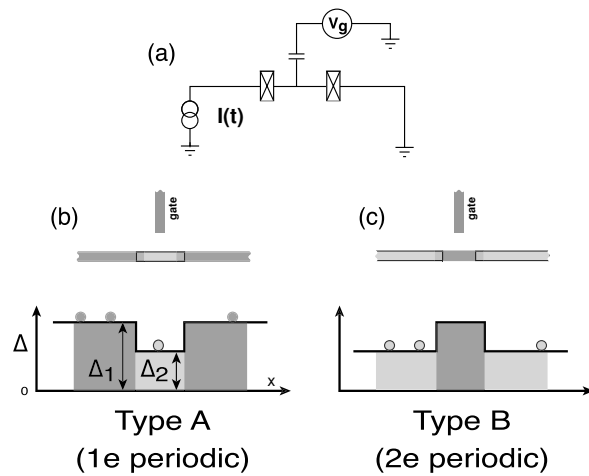 (a)
Vg
I(t)
(b)
gate
(c)
gate
Δ
Δ1
Δ2
0
x
Type A
(1e periodic)
Type B
(2e periodic)